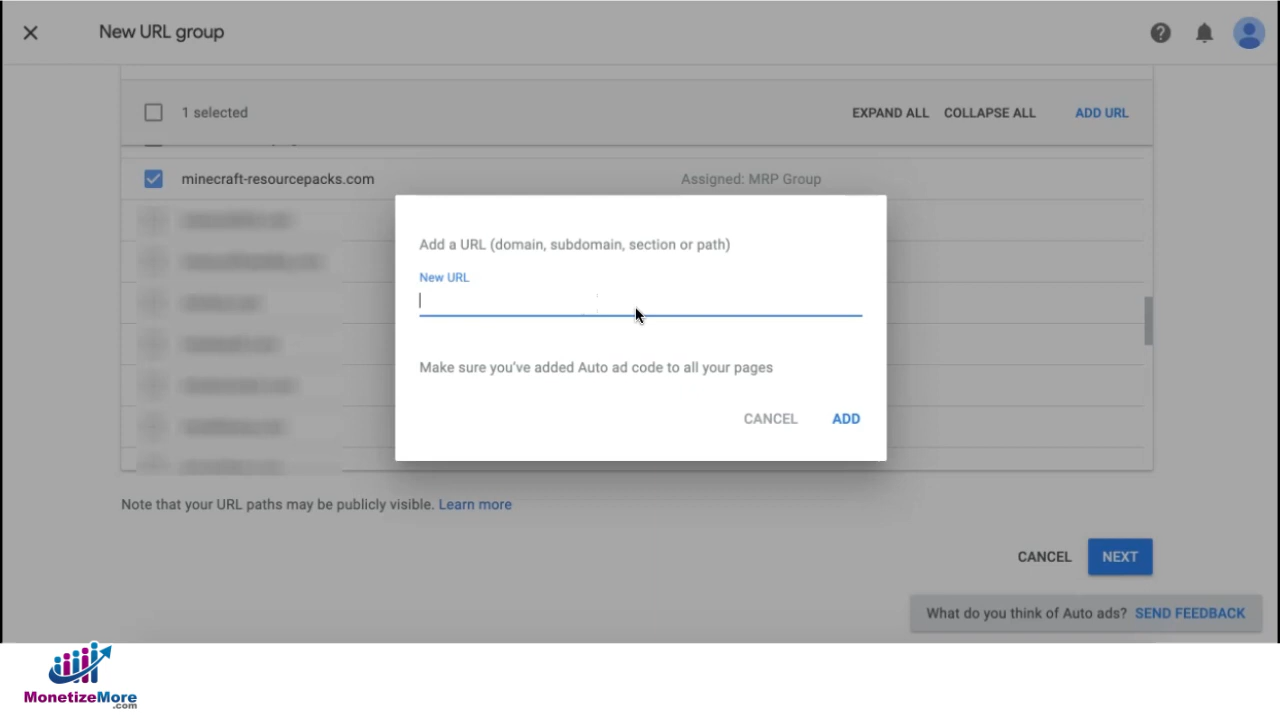 New URL group
1 selected
EXPAND ALL COLLAPSE ALL ADD URL
minecraft-resourcepacks.com Assigned: MRP Group
Add a URL (domain, subdomain, section or path)
New URL
Make sure you've added Auto ad code to all your pages
CANCEL ADD
Note that your URL paths may be publicly visible. Learn more
CANCEL NEXT
What do you think of Auto ads? SEND FEEDBACK
MonetizeMore
.com